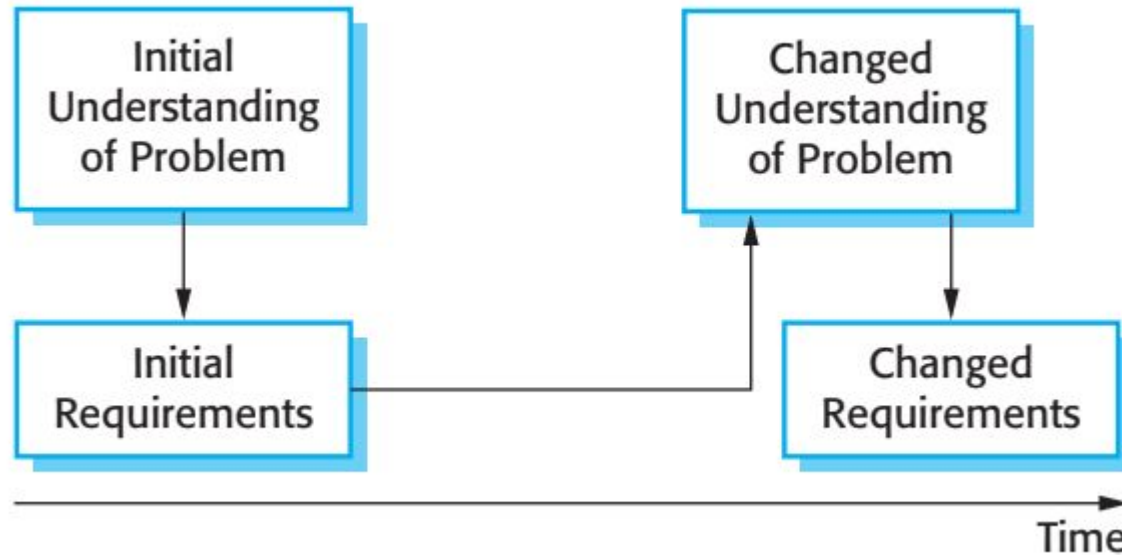 Initial
Understanding
of Problem
Changed
Understanding
of Problem
Initial
Requirements
Changed
Requirements
Time